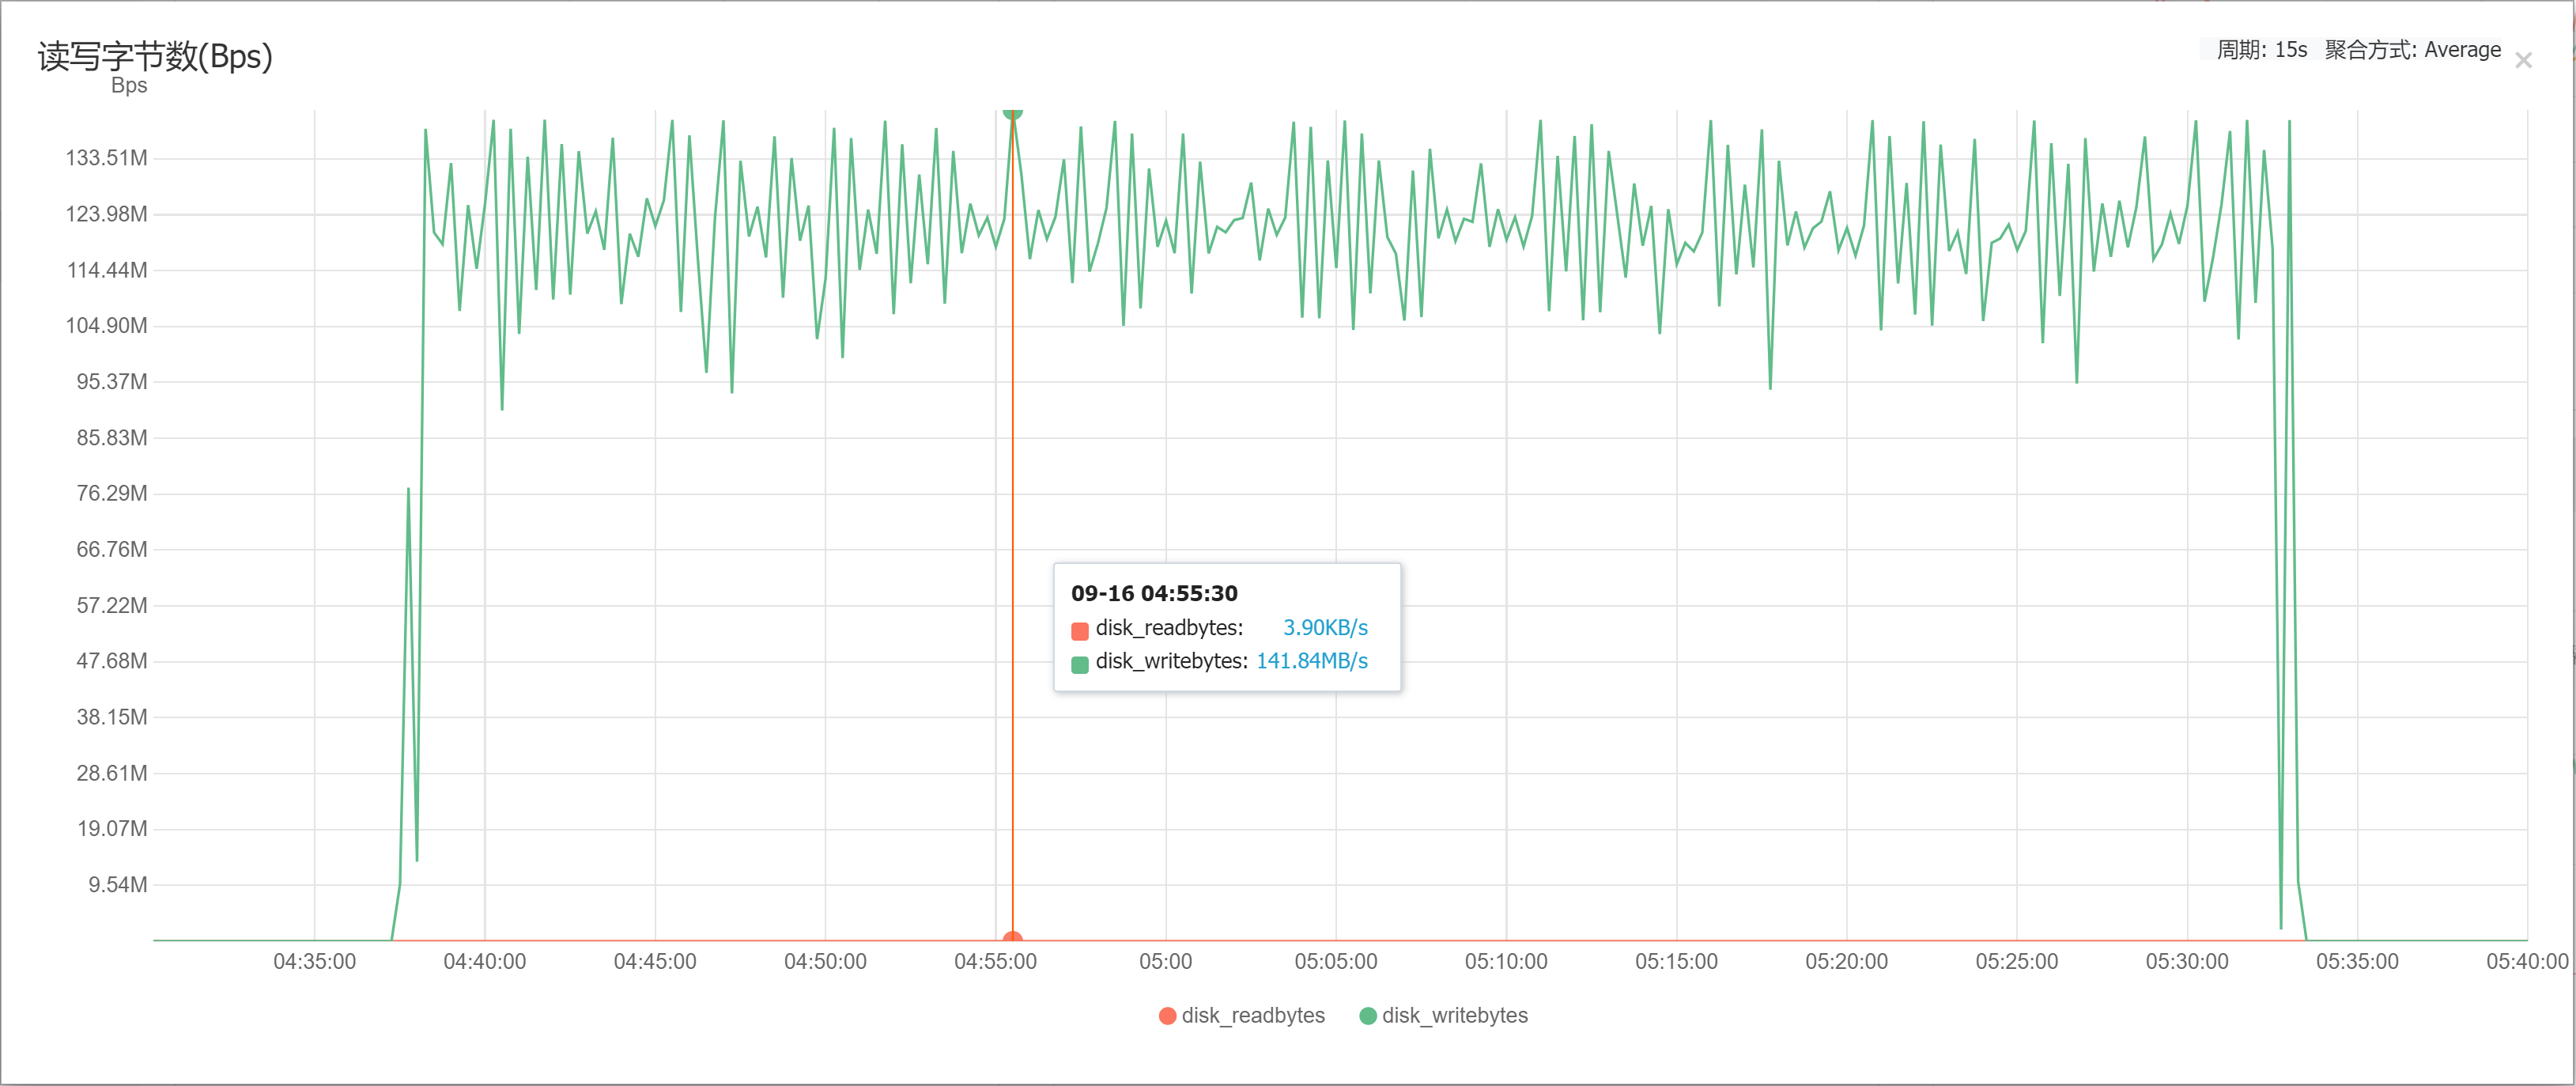 读写字节数(Bps)
周期: 15s 聚合方式: Average
Bps
133.51M
123.98M
114.44M
104.90M
95.37M
85.83M
76.29M
66.76M
57.22M
47.68M
38.15M
28.61M
19.07M
9.54M
09-16 04:55:30
disk_readbytes: 3.90KB/s
disk_writebytes: 141.84MB/s
04:35:00 04:40:00 04:45:00 04:50:00 04:55:00 05:00:00 05:05:00 05:10:00 05:15:00 05:20:00 05:25:00 05:30:00 05:35:00 05:40:00
disk_readbytes disk_writebytes